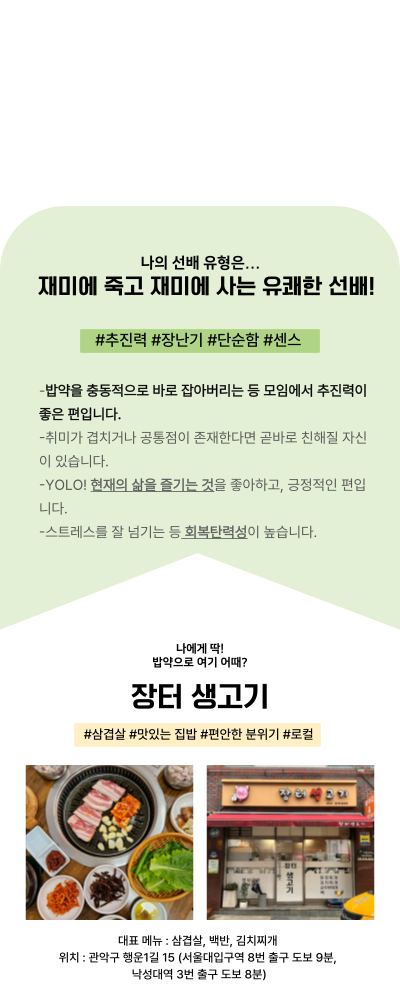 나의 선배 유형은...
재미에 죽고 재미에 사는 유쾌한 선배!
#추진력 #장난기 #단순함 #센스
-밥약을 충동적으로 바로 잡아버리는 등 모임에서 추진력이
좋은 편입니다.
-취미가 겹치거나 공통점이 존재한다면 곧바로 친해질 자신
이 있습니다.
-YOLO! 현재의 삶을 즐기는 것을 좋아하고, 긍정적인 편입
니다.
-스트레스를 잘 넘기는 등 회복탄력성이 높습니다.
나에게 딱!
밥약으로 여기 어때?
장터 생고기
#삼겹살 #맛있는 집밥 #편안한 분위기 #로컬
장터생고기
장터
생고기
대표 메뉴 : 삼겹살, 백반, 김치찌개
위치 : 관악구 행운1길 15 (서울대입구역 8번 출구 도보 9분,
낙성대역 3번 출구 도보 8분)